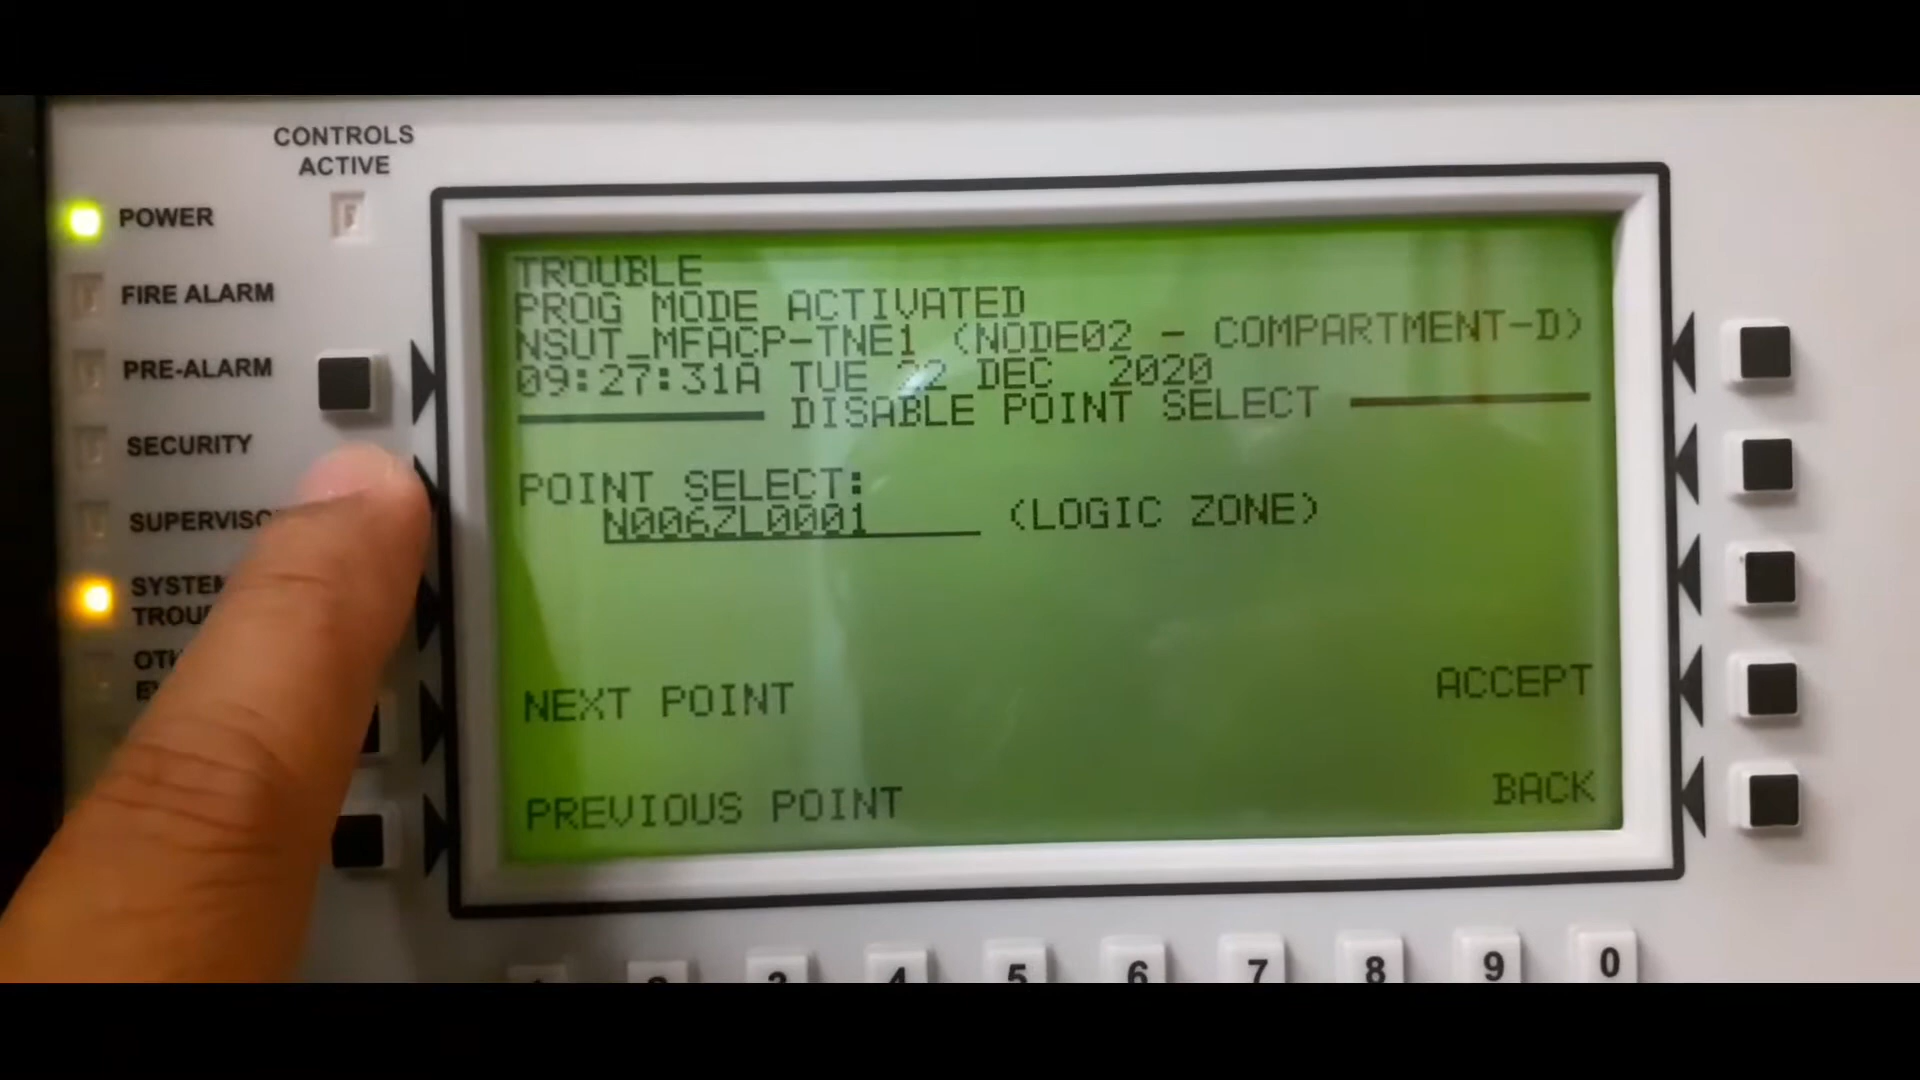 CONTROLS
ACTIVE
POWER
FIRE ALARM
PRE-ALARM
SECURITY
TROUBLE
PROG MODE ACTIVATED
NSUT_MFACP-TNE1 (NODE02 - COMPARTMENT-D)
09:27:31A TUE 22 DEC 2020
DISABLE POINT SELECT
POINT SELECT:
N006ZL0001 (LOGIC ZONE)
NEXT POINT
ACCEPT
PREVIOUS POINT
BACK
3 4 5 6 7 8 9 0